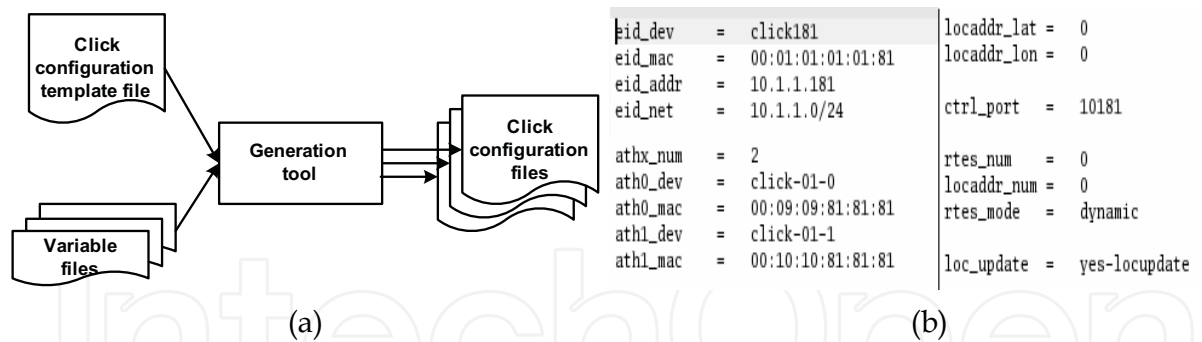 Click
configuration
template file
Variable
files
Generation
tool
Click
configuration
files
(a)
eid_dev = click181
eid_mac = 00:01:01:01:01:81
eid_addr = 10.1.1.181
eid_net = 10.1.1.0/24
athx_num = 2
ath0_dev = click-01-0
ath0_mac = 00:09:09:81:81:81
ath1_dev = click-01-1
ath1_mac = 00:10:10:81:81:81
locaddr_lat = 0
locaddr_lon = 0
ctrl_port = 10181
rtes_num = 0
locaddr_num = 0
rtes_mode = dynamic
loc_update = yes-locupdate
(b)
IntechOpen